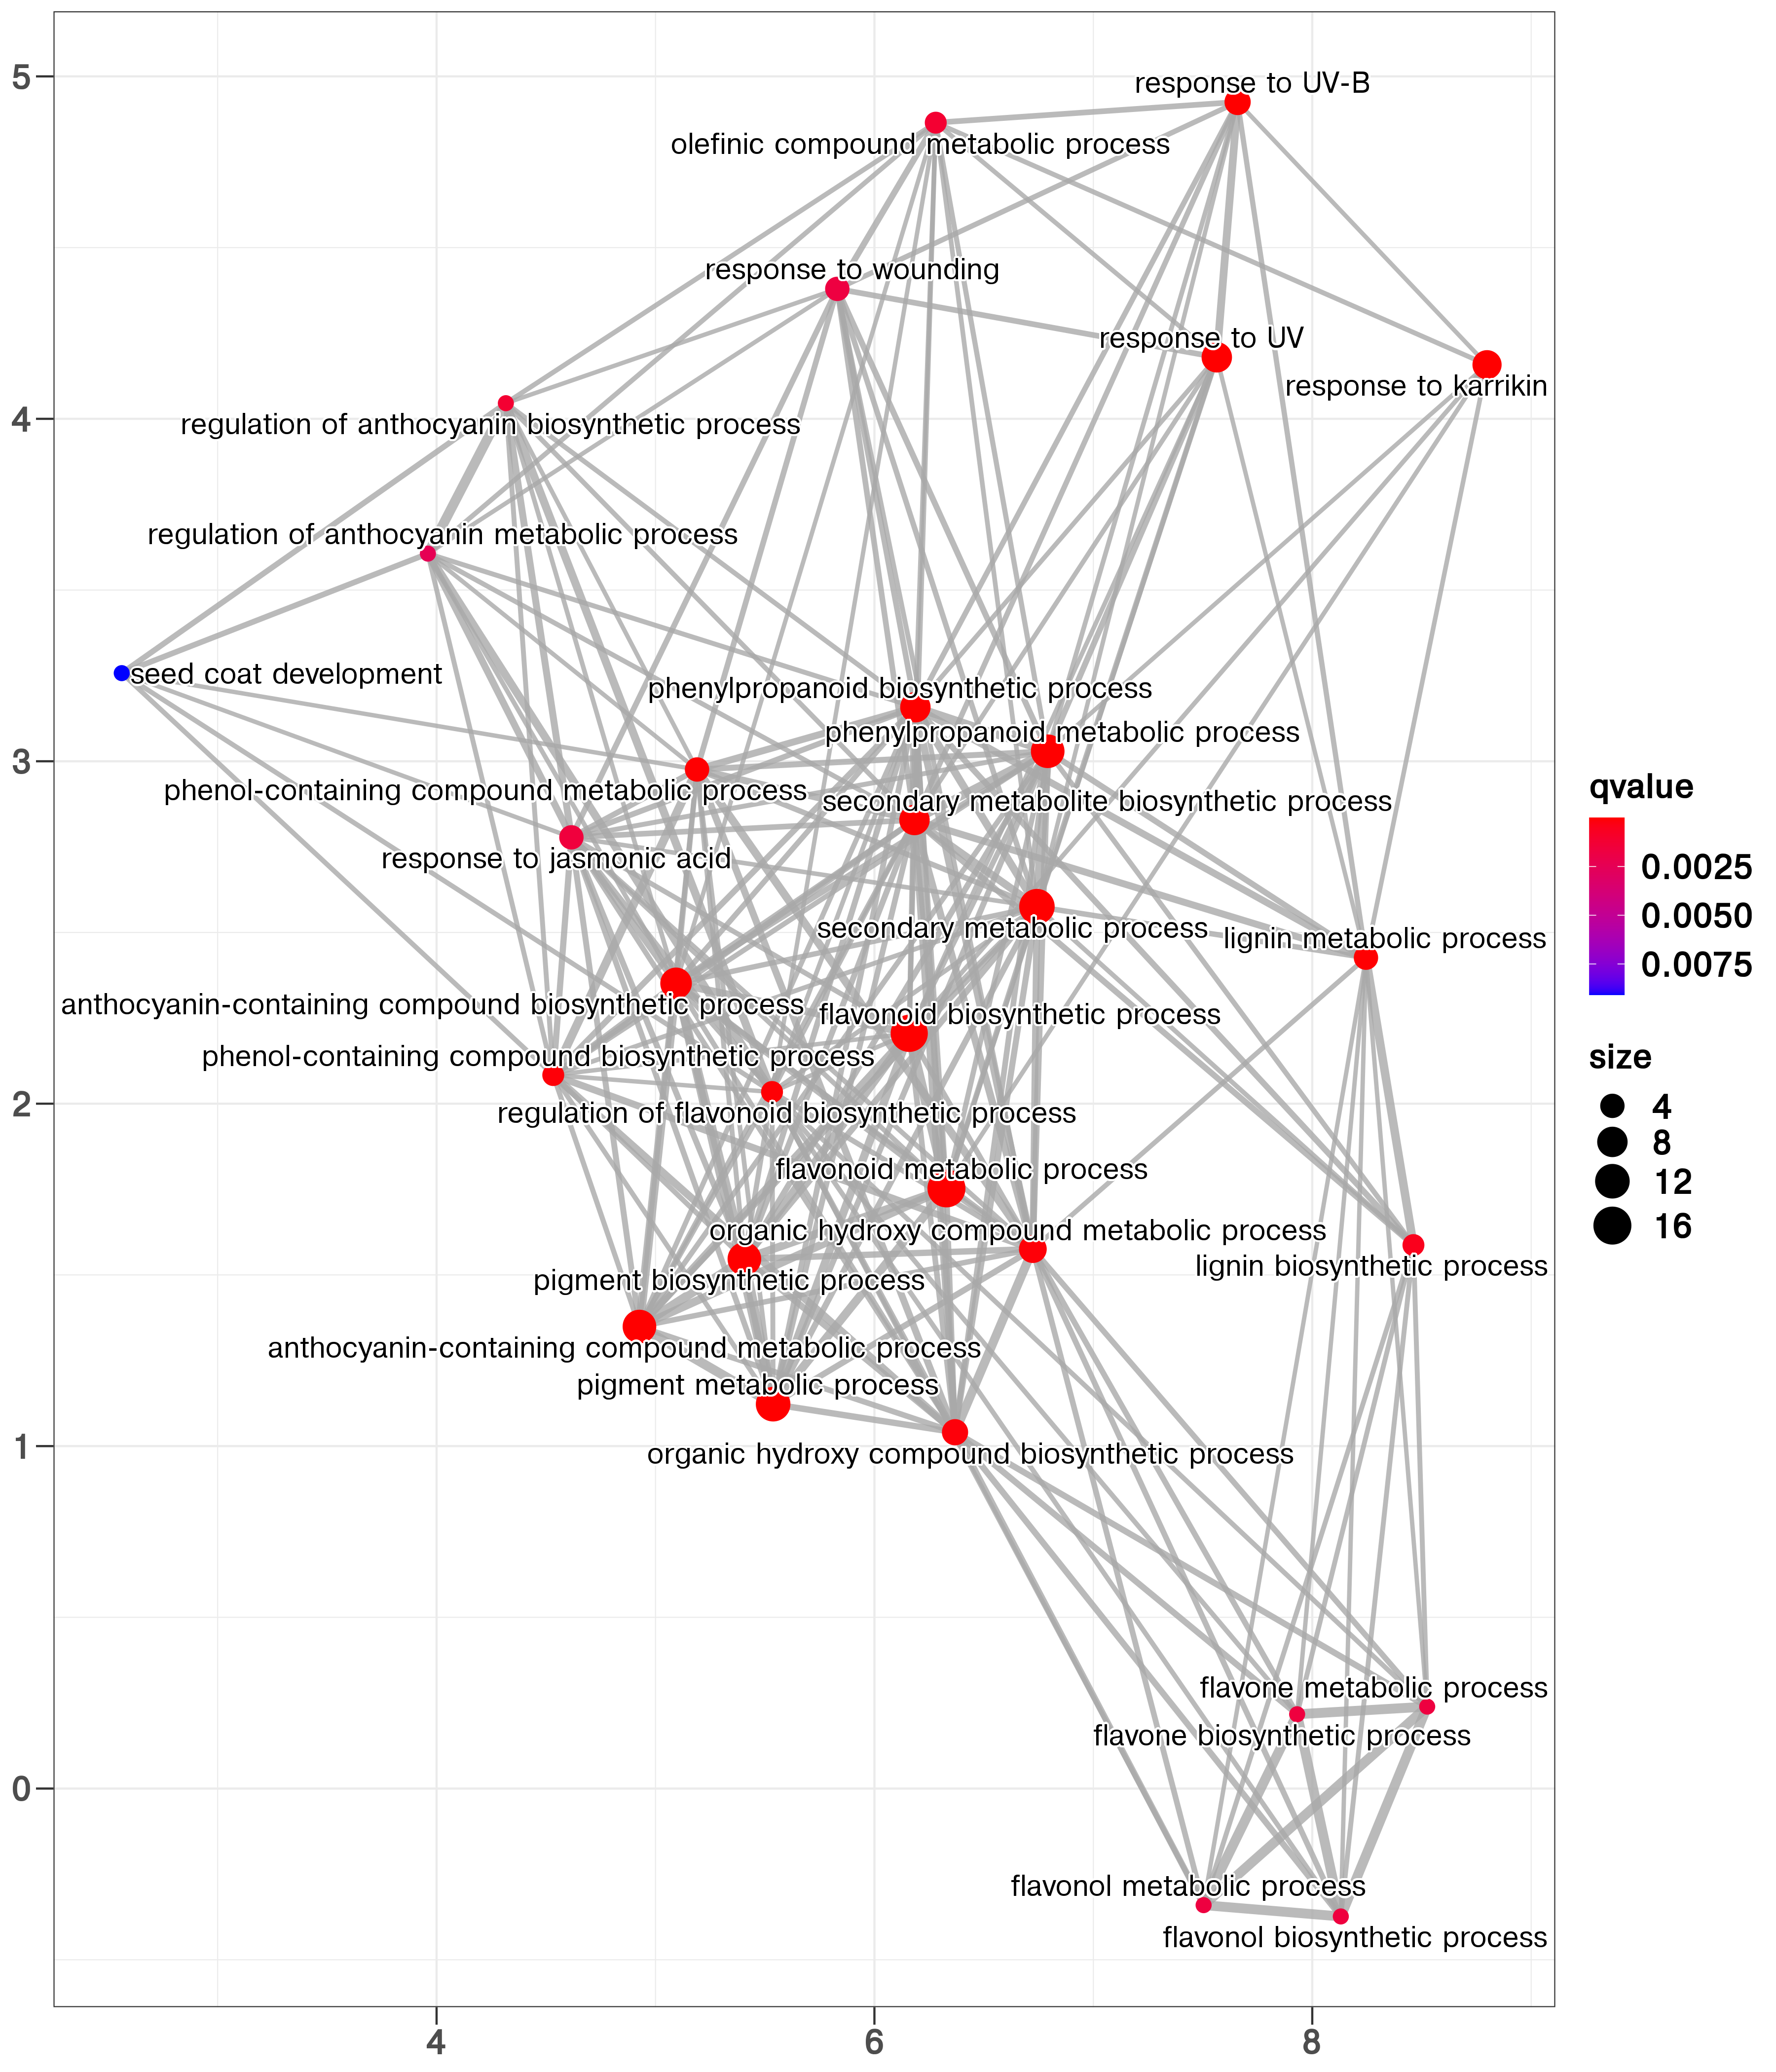 5
response to UV-B
olefinic compound metabolic process
response to wounding
response to UV
response to karrikin
4
regulation of anthocyanin biosynthetic process
regulation of anthocyanin metabolic process
seed coat development
phenylpropanoid biosynthetic process
phenylpropanoid metabolic process
3
phenol-containing compound metabolic process
secondary metabolite biosynthetic process
response to jasmonic acid
secondary metabolic process
lignin metabolic process
anthocyanin-containing compound biosynthetic process
flavonoid biosynthetic process
phenol-containing compound biosynthetic process
2
regulation of flavonoid biosynthetic process
flavonoid metabolic process
organic hydroxy compound metabolic process
lignin biosynthetic process
pigment biosynthetic process
anthocyanin-containing compound metabolic process
pigment metabolic process
1
organic hydroxy compound biosynthetic process
flavone metabolic process
flavone biosynthetic process
0
flavonol metabolic process
flavonol biosynthetic process
4 6 8
qvalue
0.0025
0.0050
0.0075
size
4
8
12
16